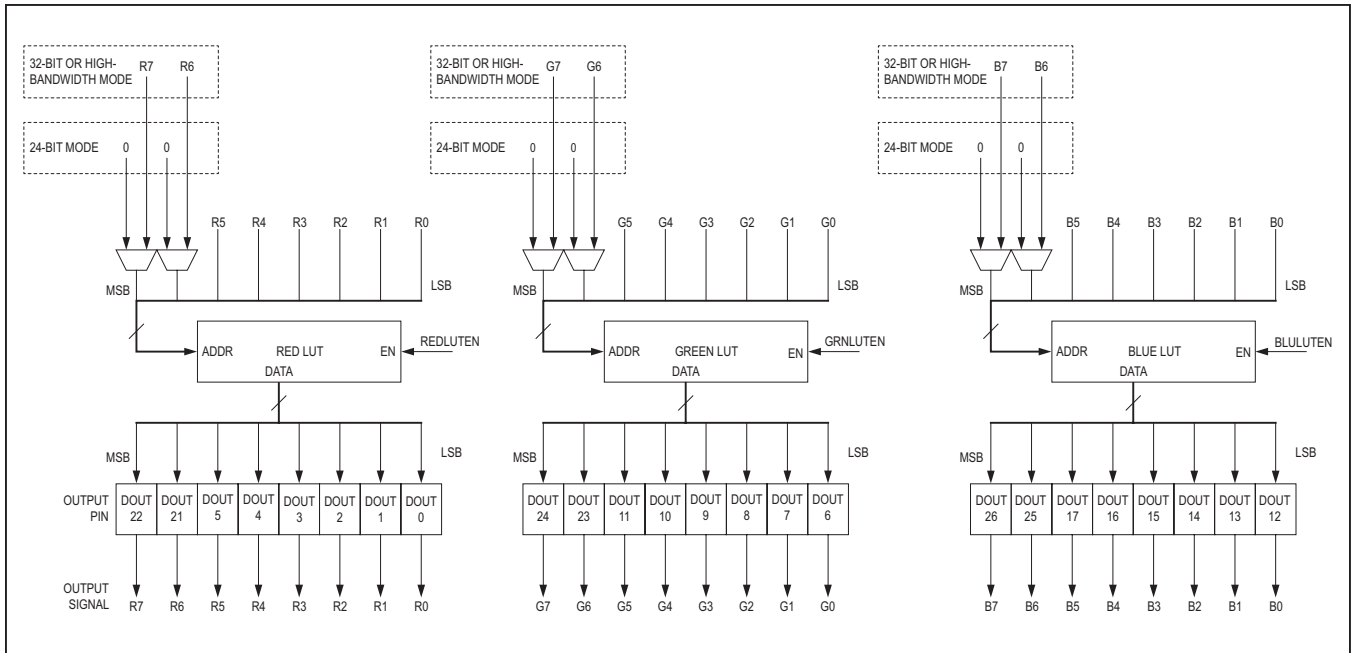 32-BIT OR HIGH-
BANDWIDTH MODE
R7 R6
24-BIT MODE 0 0
R5 R4 R3 R2 R1 R0
MSB LSB
ADDR RED LUT EN REDLUTEN
DATA
MSB LSB
OUTPUT
PIN
DOUT 22
DOUT 21
DOUT 5
DOUT 4
DOUT 3
DOUT 2
DOUT 1
DOUT 0
OUTPUT
SIGNAL
R7 R6 R5 R4 R3 R2 R1 R0
32-BIT OR HIGH-
BANDWIDTH MODE
G7 G6
24-BIT MODE 0 0
G5 G4 G3 G2 G1 G0
MSB LSB
ADDR GREEN LUT EN GRNLUTEN
DATA
MSB LSB
DOUT 24
DOUT 23
DOUT 11
DOUT 10
DOUT 9
DOUT 8
DOUT 7
DOUT 6
G7 G6 G5 G4 G3 G2 G1 G0
32-BIT OR HIGH-
BANDWIDTH MODE
B7 B6
24-BIT MODE 0 0
B5 B4 B3 B2 B1 B0
MSB LSB
ADDR BLUE LUT EN BLULUTEN
DATA
MSB LSB
DOUT 26
DOUT 25
DOUT 17
DOUT 16
DOUT 15
DOUT 14
DOUT 13
DOUT 12
B7 B6 B5 B4 B3 B2 B1 B0